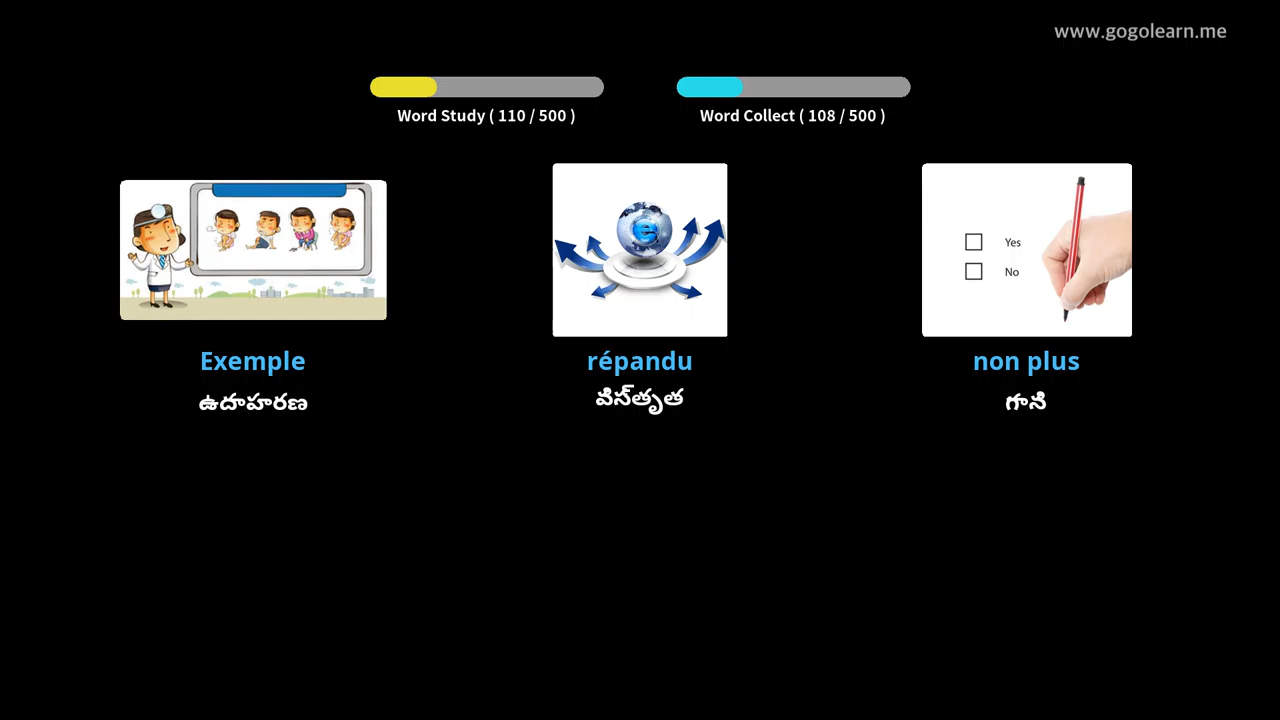 www.gogolearn.me
Word Study ( 110 / 500 )
Word Collect ( 108 / 500 )
Yes
No
Exemple
répandu
non plus
ఉదాహరణ
విస్‌తృత
గానీ